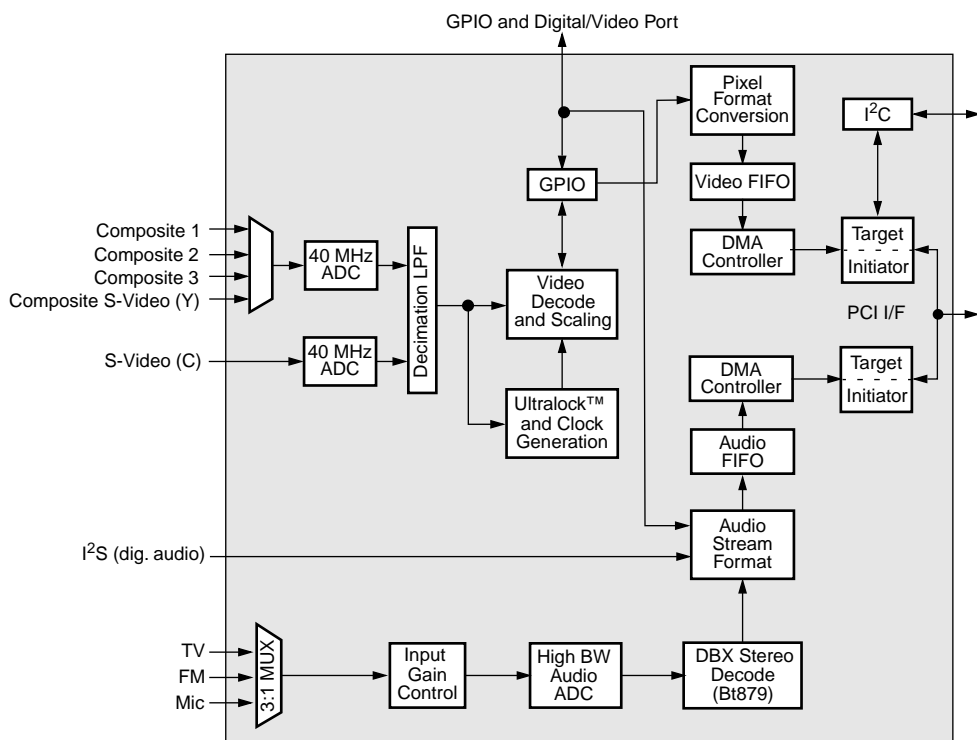 GPIO and Digital/Video Port
Pixel
Format
Conversion
I²C
GPIO
Video FIFO
Composite 1
Composite 2
Composite 3
Composite S-Video (Y)
40 MHz
ADC
Decimation LPF
Video
Decode
and Scaling
DMA
Controller
Target
Initiator
PCI I/F
S-Video (C)
40 MHz
ADC
Ultralock™
and Clock
Generation
DMA
Controller
Target
Initiator
Audio
FIFO
I²S (dig. audio)
Audio
Stream
Format
TV
FM
Mic
3:1 MUX
Input
Gain
Control
High BW
Audio
ADC
DBX Stereo
Decode
(Bt879)